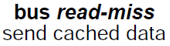 bus read-miss
send cached data